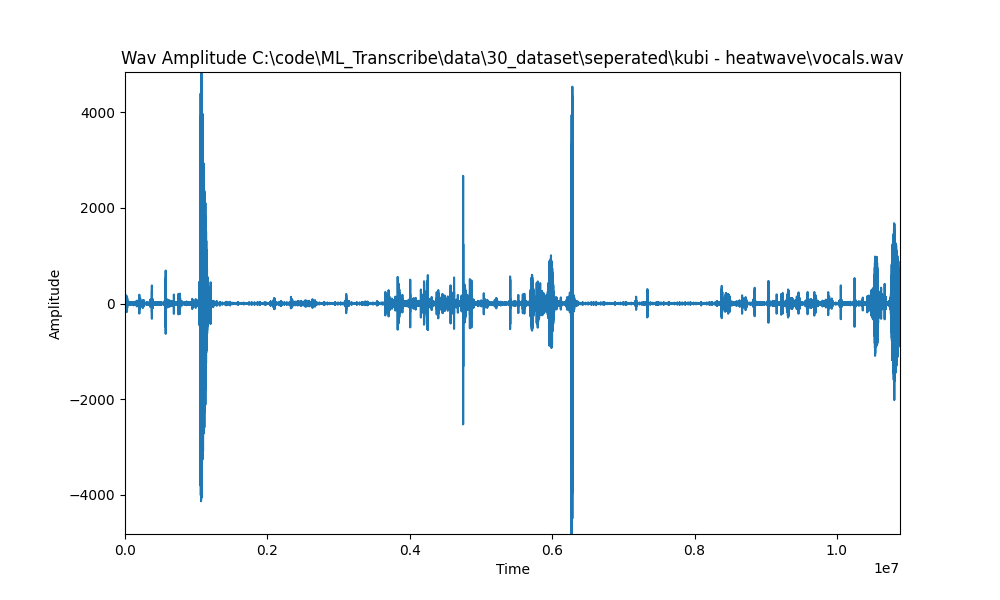 Wav Amplitude C:\code\ML_Transcribe\data\30_dataset\seperated\kubi - heatwave\vocals.wav
4000
2000
0
−2000
−4000
Amplitude
0.0 0.2 0.4 0.6 0.8 1.0
1e7
Time